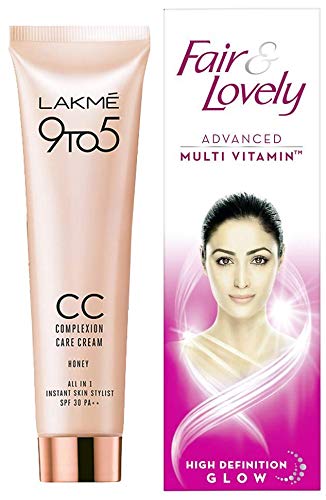 LAKMÉ
9TO5
CC
COMPLEXION
CARE CREAM
HONEY
ALL IN 1
INSTANT SKIN STYLIST
SPF 30 PA++
Fair &
Lovely
ADVANCED
MULTI VITAMIN™
HIGH DEFINITION
GLOW